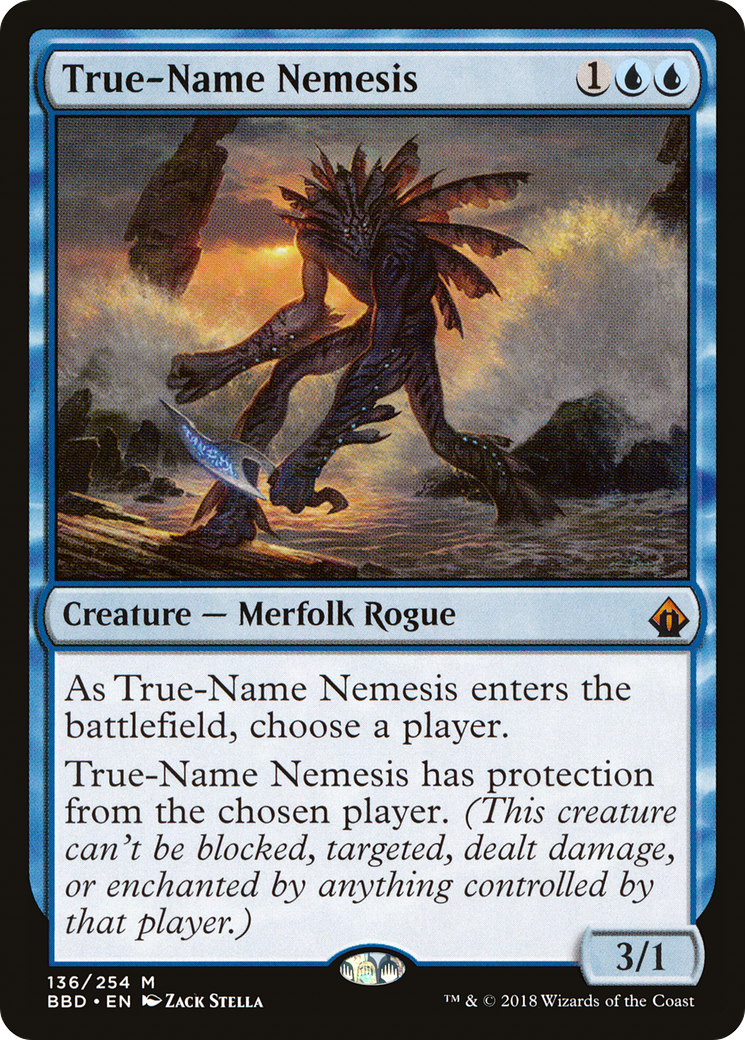 True-Name Nemesis 1
Creature — Merfolk Rogue
As True-Name Nemesis enters the
battlefield, choose a player.
True-Name Nemesis has protection
from the chosen player. (This creature
can't be blocked, targeted, dealt damage,
or enchanted by anything controlled by
that player.)
3/1
136/254 M
BBD • EN Zack Stella
™ & © 2018 Wizards of the Coast